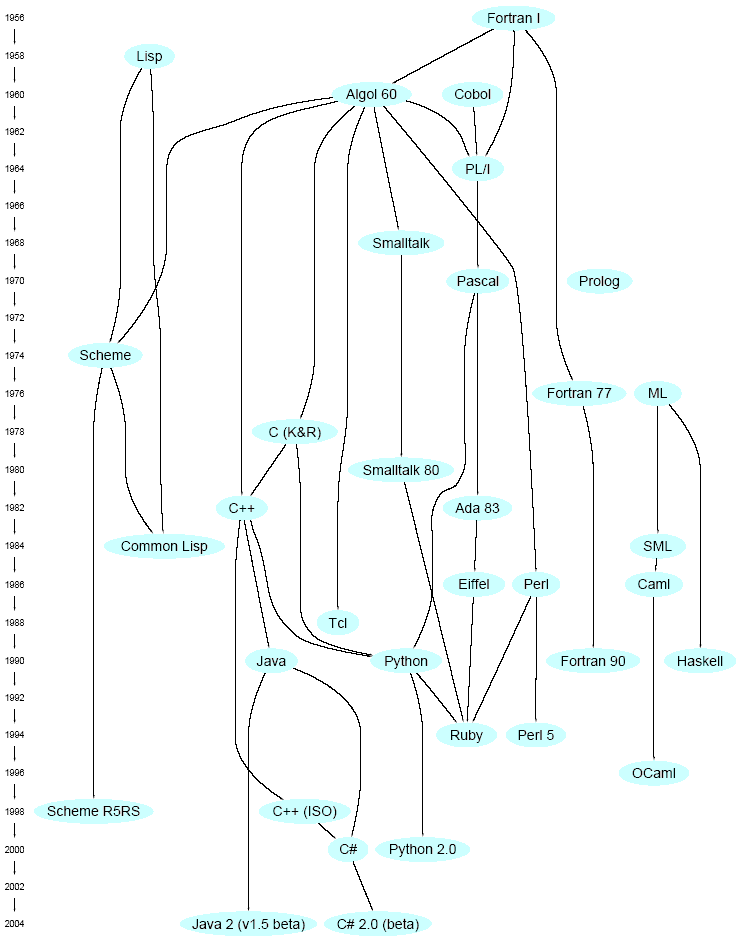 1956 Fortran I
1958 Lisp
1960 Algol 60 Cobol
1962
1964 PL/I
1966
1968 Smalltalk
1970 Pascal Prolog
1972
1974 Scheme
1976 Fortran 77 ML
1978 C (K&R)
1980 Smalltalk 80
1982 C++ Ada 83
1984 Common Lisp SML
1986 Eiffel Perl Caml
1988 Tcl
1990 Java Python Fortran 90 Haskell
1992
1994 Ruby Perl 5
1996 OCaml
1998 Scheme R5RS C++ (ISO)
2000 C# Python 2.0
2002
2004 Java 2 (v1.5 beta) C# 2.0 (beta)